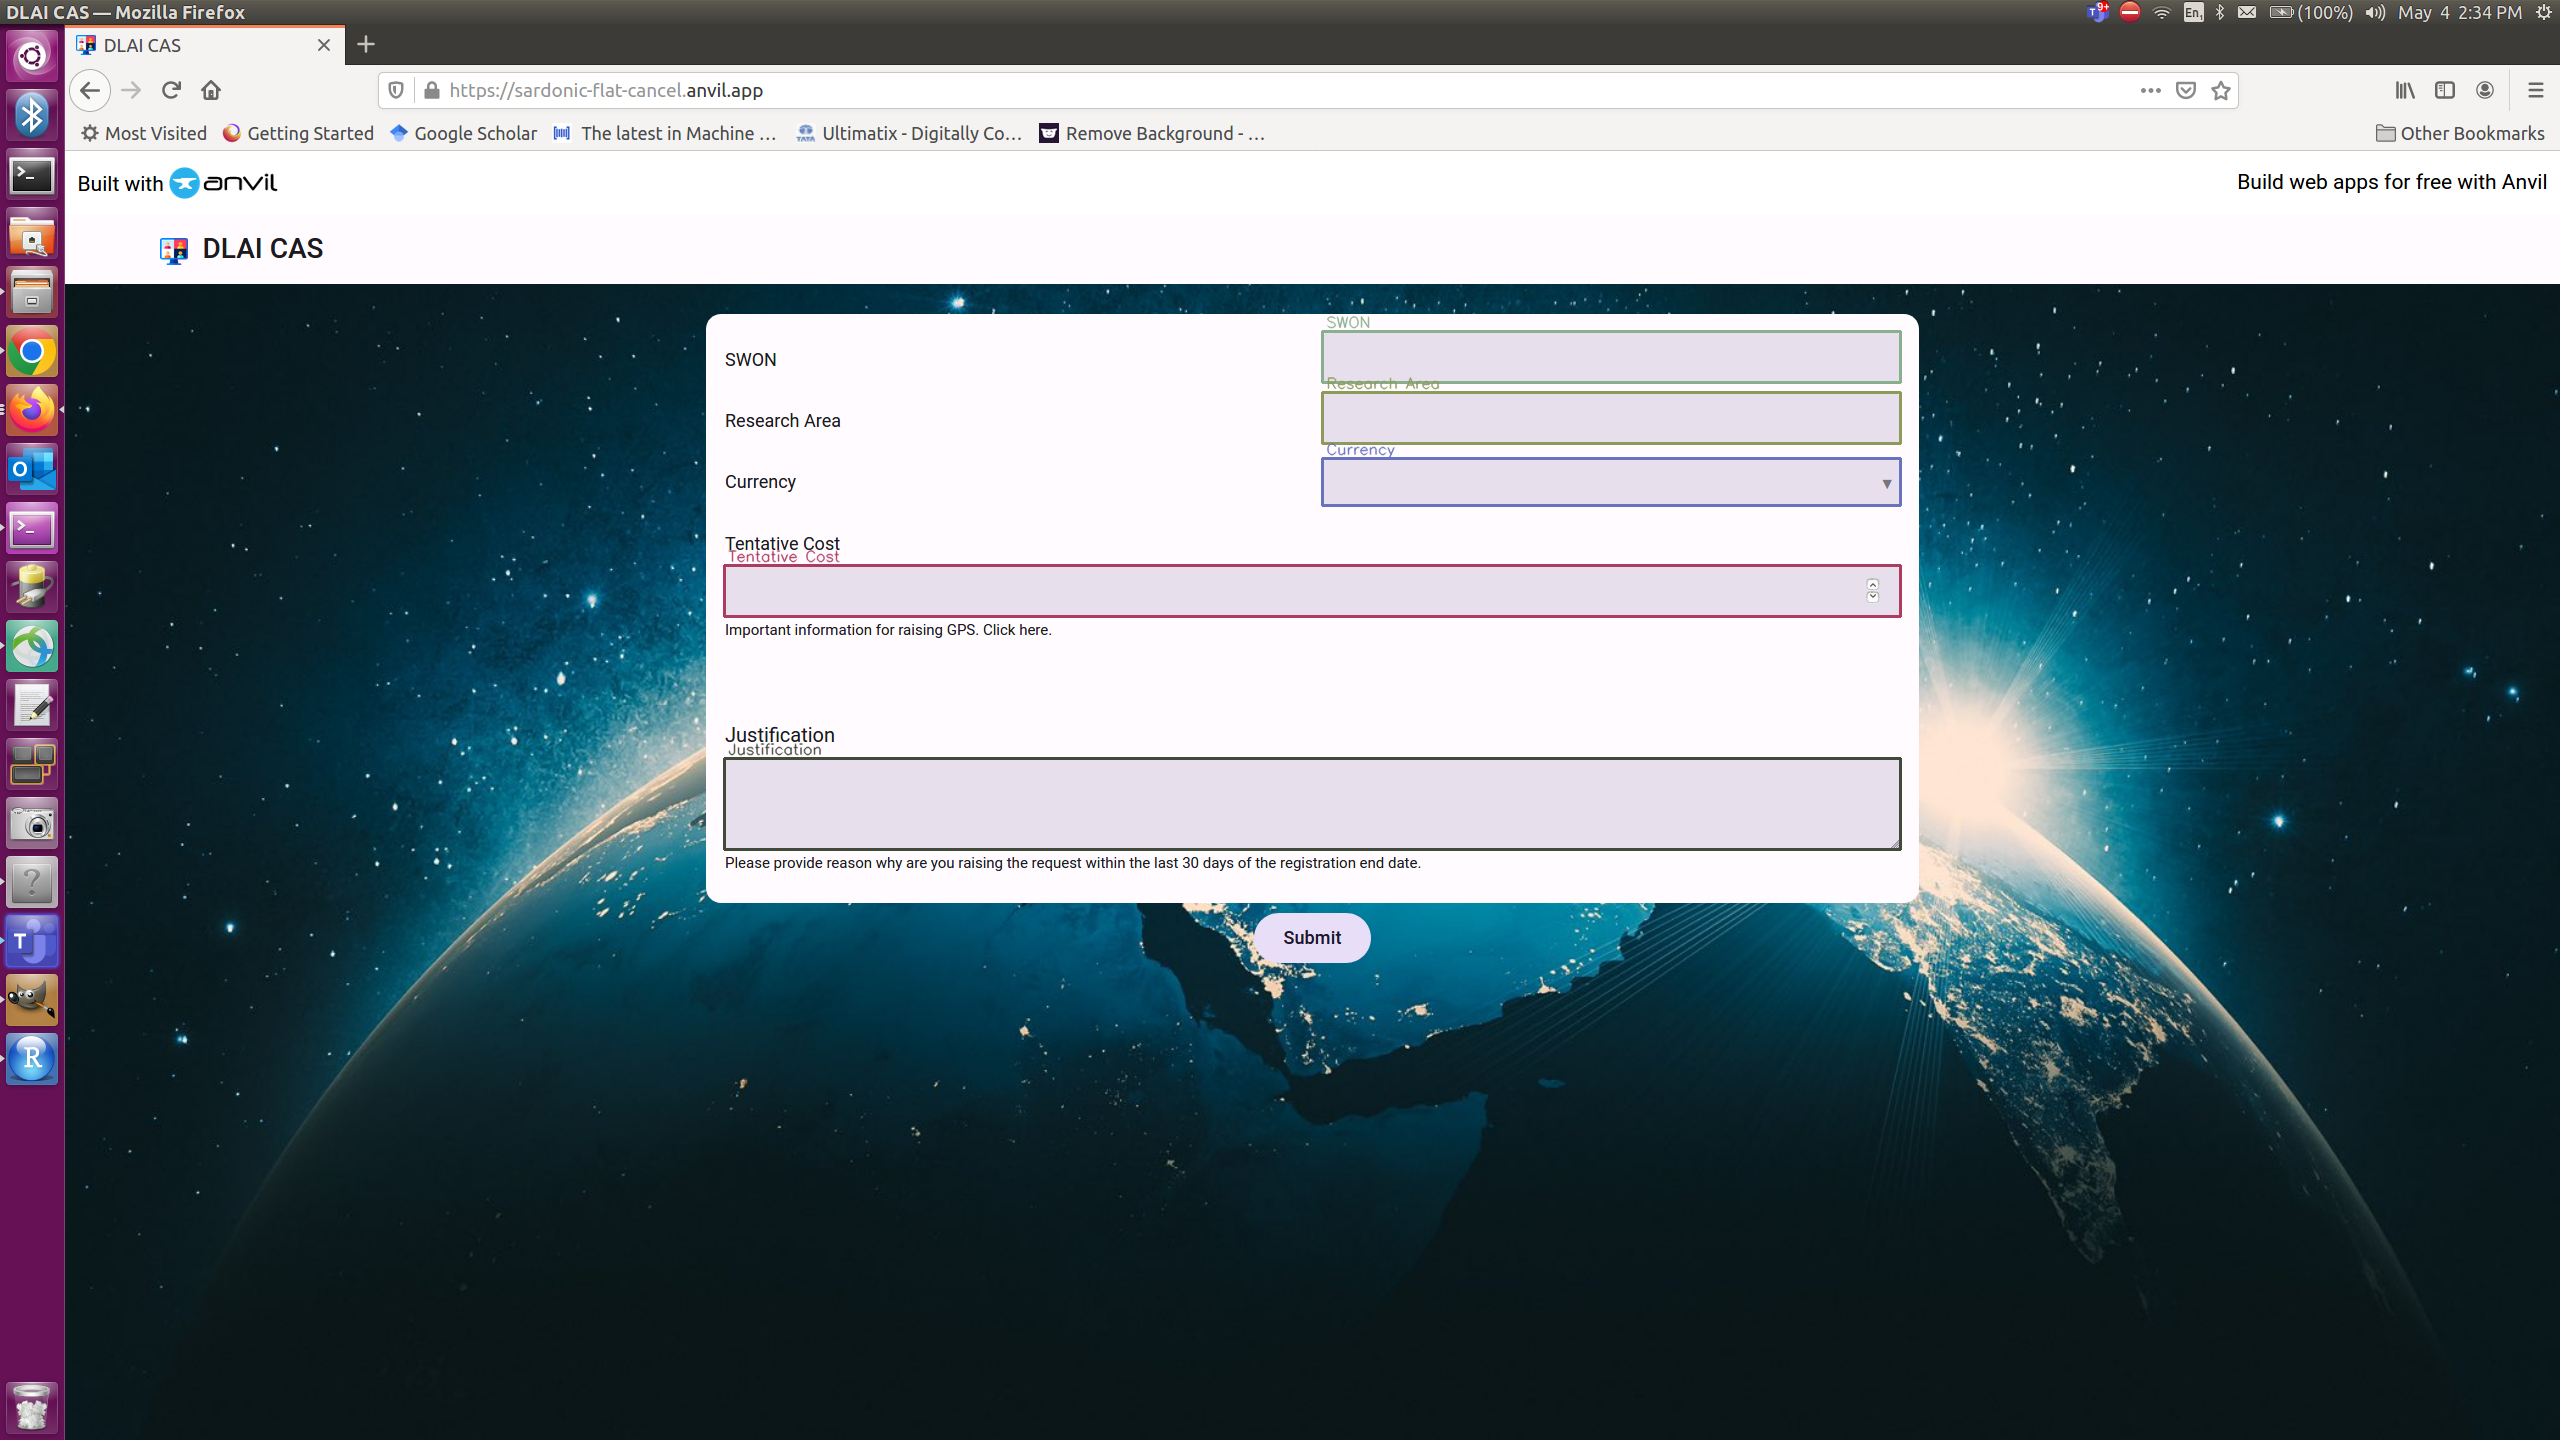 DLAI CAS — Mozilla Firefox
9+ En1 (100%) May 4 2:34 PM
DLAI CAS
https://sardonic-flat-cancel.anvil.app
Most Visited Getting Started Google Scholar The latest in Machine … Ultimatix - Digitally Co… Remove Background - … Other Bookmarks
Built with anvil
Build web apps for free with Anvil
DLAI CAS
SWON
SWON
Research Area
Research Area
Currency
Currency
Tentative Cost
Tentative Cost
Important information for raising GPS. Click here.
Justification
Justification
Please provide reason why are you raising the request within the last 30 days of the registration end date.
Submit